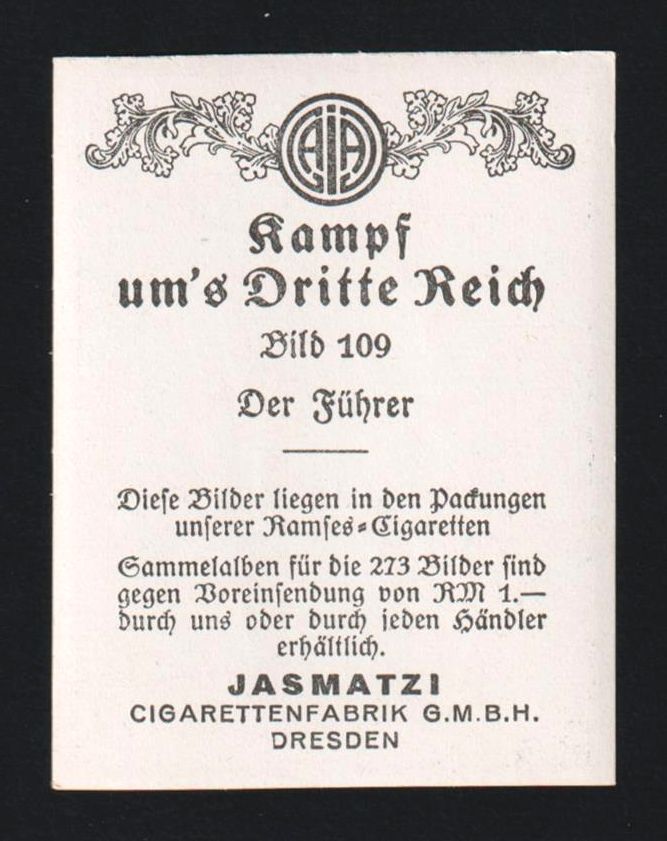 Kampf
um's Dritte Reich
Bild 109
Der Führer
Diese Bilder liegen in den Packungen
unserer Ramses=Cigaretten
Sammelalben für die 273 Bilder sind
gegen Voreinsendung von RM 1.—
durch uns oder durch jeden Händler
erhältlich.
JASMATZI
CIGARETTENFABRIK G.M.B.H.
DRESDEN